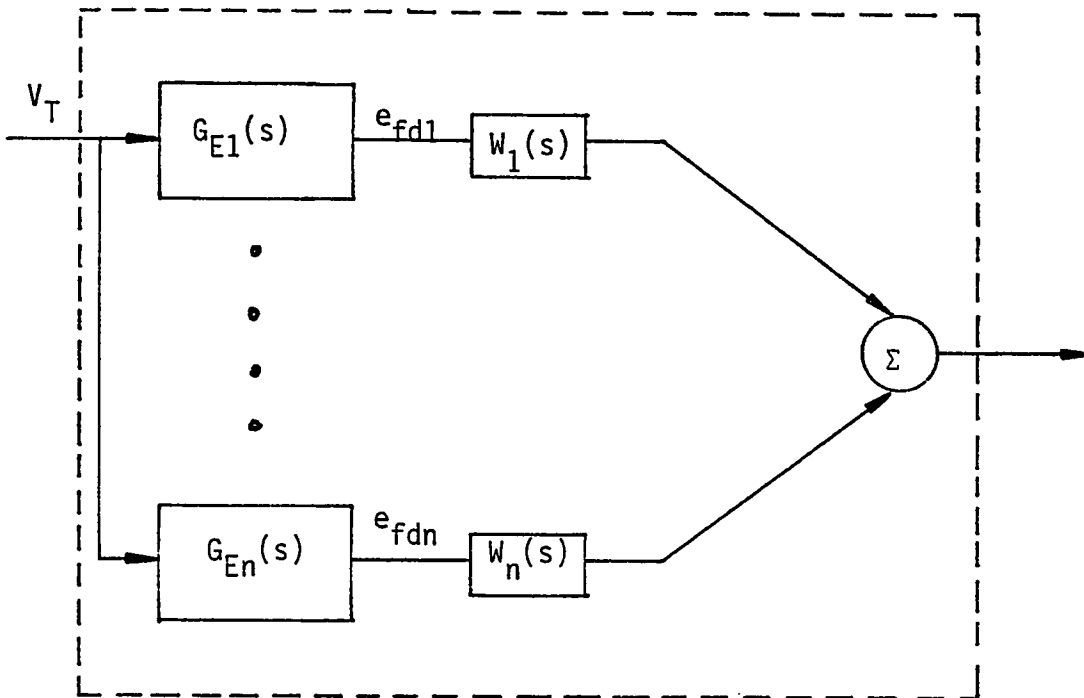 V_T
G_E1(s)
e_fd1
W_1(s)
Σ
G_En(s)
e_fdn
W_n(s)